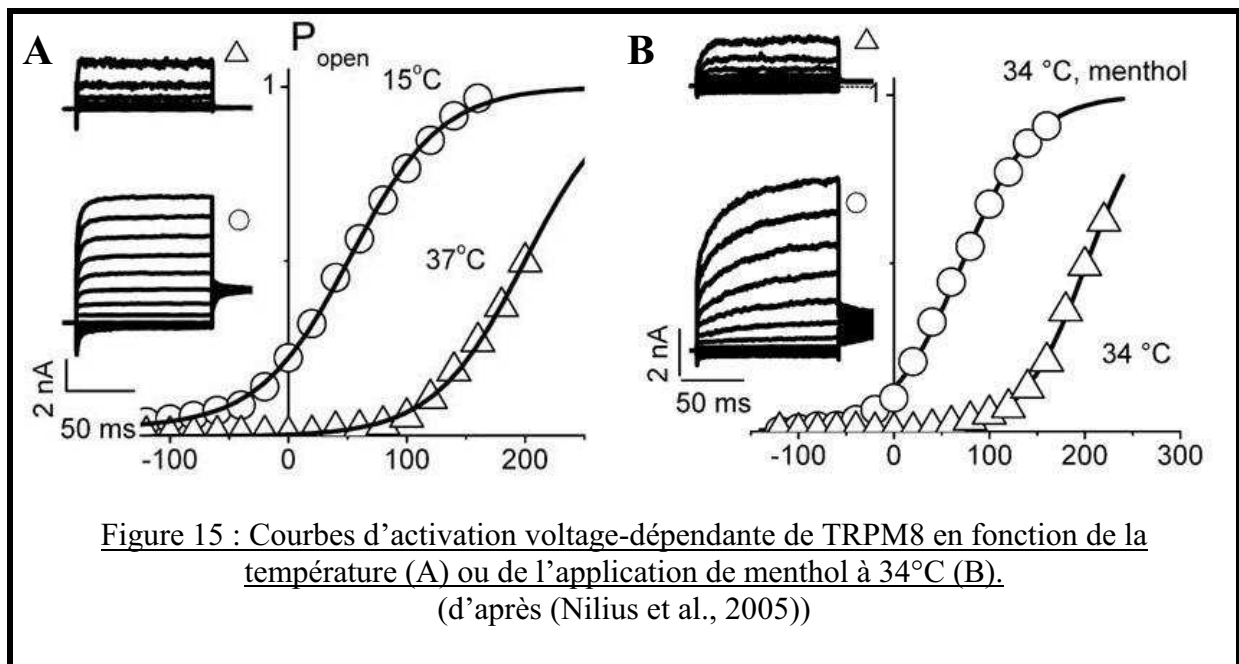 A
P open
1
15°C
37°C
2 nA
50 ms
-100 0 100 200
B
34 °C, menthol
34 °C
2 nA
50 ms
-100 0 100 200 300
Figure 15 : Courbes d’activation voltage-dépendante de TRPM8 en fonction de la
température (A) ou de l’application de menthol à 34°C (B).
(d’après (Nilius et al., 2005))